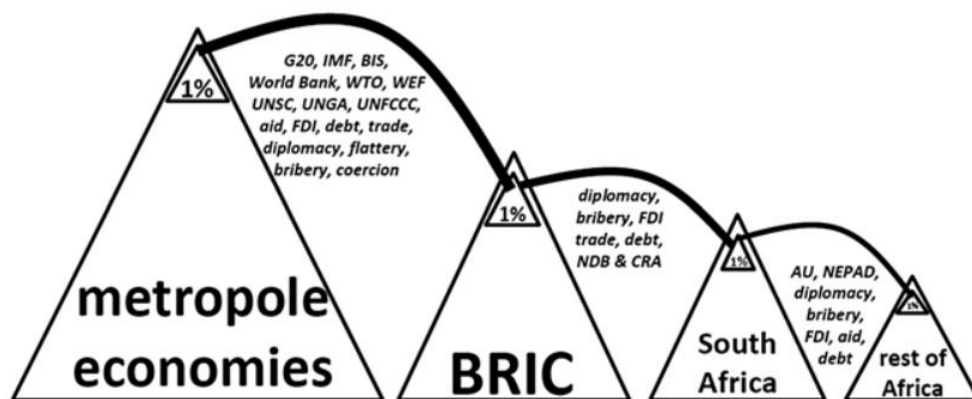 1%
G20, IMF, BIS,
World Bank, WTO, WEF
UNSC, UNGA, UNFCCC,
aid, FDI, debt, trade,
diplomacy, flattery,
bribery, coercion
metropole
economies
1%
diplomacy,
bribery, FDI
trade, debt,
NDB & CRA
BRIC
1%
AU, NEPAD,
diplomacy,
bribery,
FDI, aid,
debt
South
Africa
1%
rest of
Africa